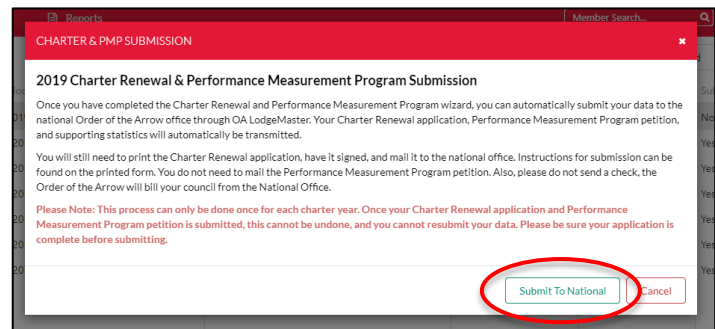 Reports
Member Search...
CHARTER & PMP SUBMISSION
2019 Charter Renewal & Performance Measurement Program Submission
Once you have completed the Charter Renewal and Performance Measurement Program wizard, you can automatically submit your data to the
national Order of the Arrow office through OA LodgeMaster. Your Charter Renewal application, Performance Measurement Program petition,
and supporting statistics will automatically be transmitted.
You will still need to print the Charter Renewal application, have it signed, and mail it to the national office. Instructions for submission can be
found on the printed form. You do not need to mail the Performance Measurement Program petition. Also, please do not send a check, the
Order of the Arrow will bill your council from the National Office.
Please Note: This process can only be done once for each charter year. Once your Charter Renewal application and Performance
Measurement Program petition is submitted, this cannot be undone, and you cannot resubmit your data. Please be sure your application is
complete before submitting.
Submit To National
Cancel
No
Yes
Yes
Yes
Yes
Yes
Yes